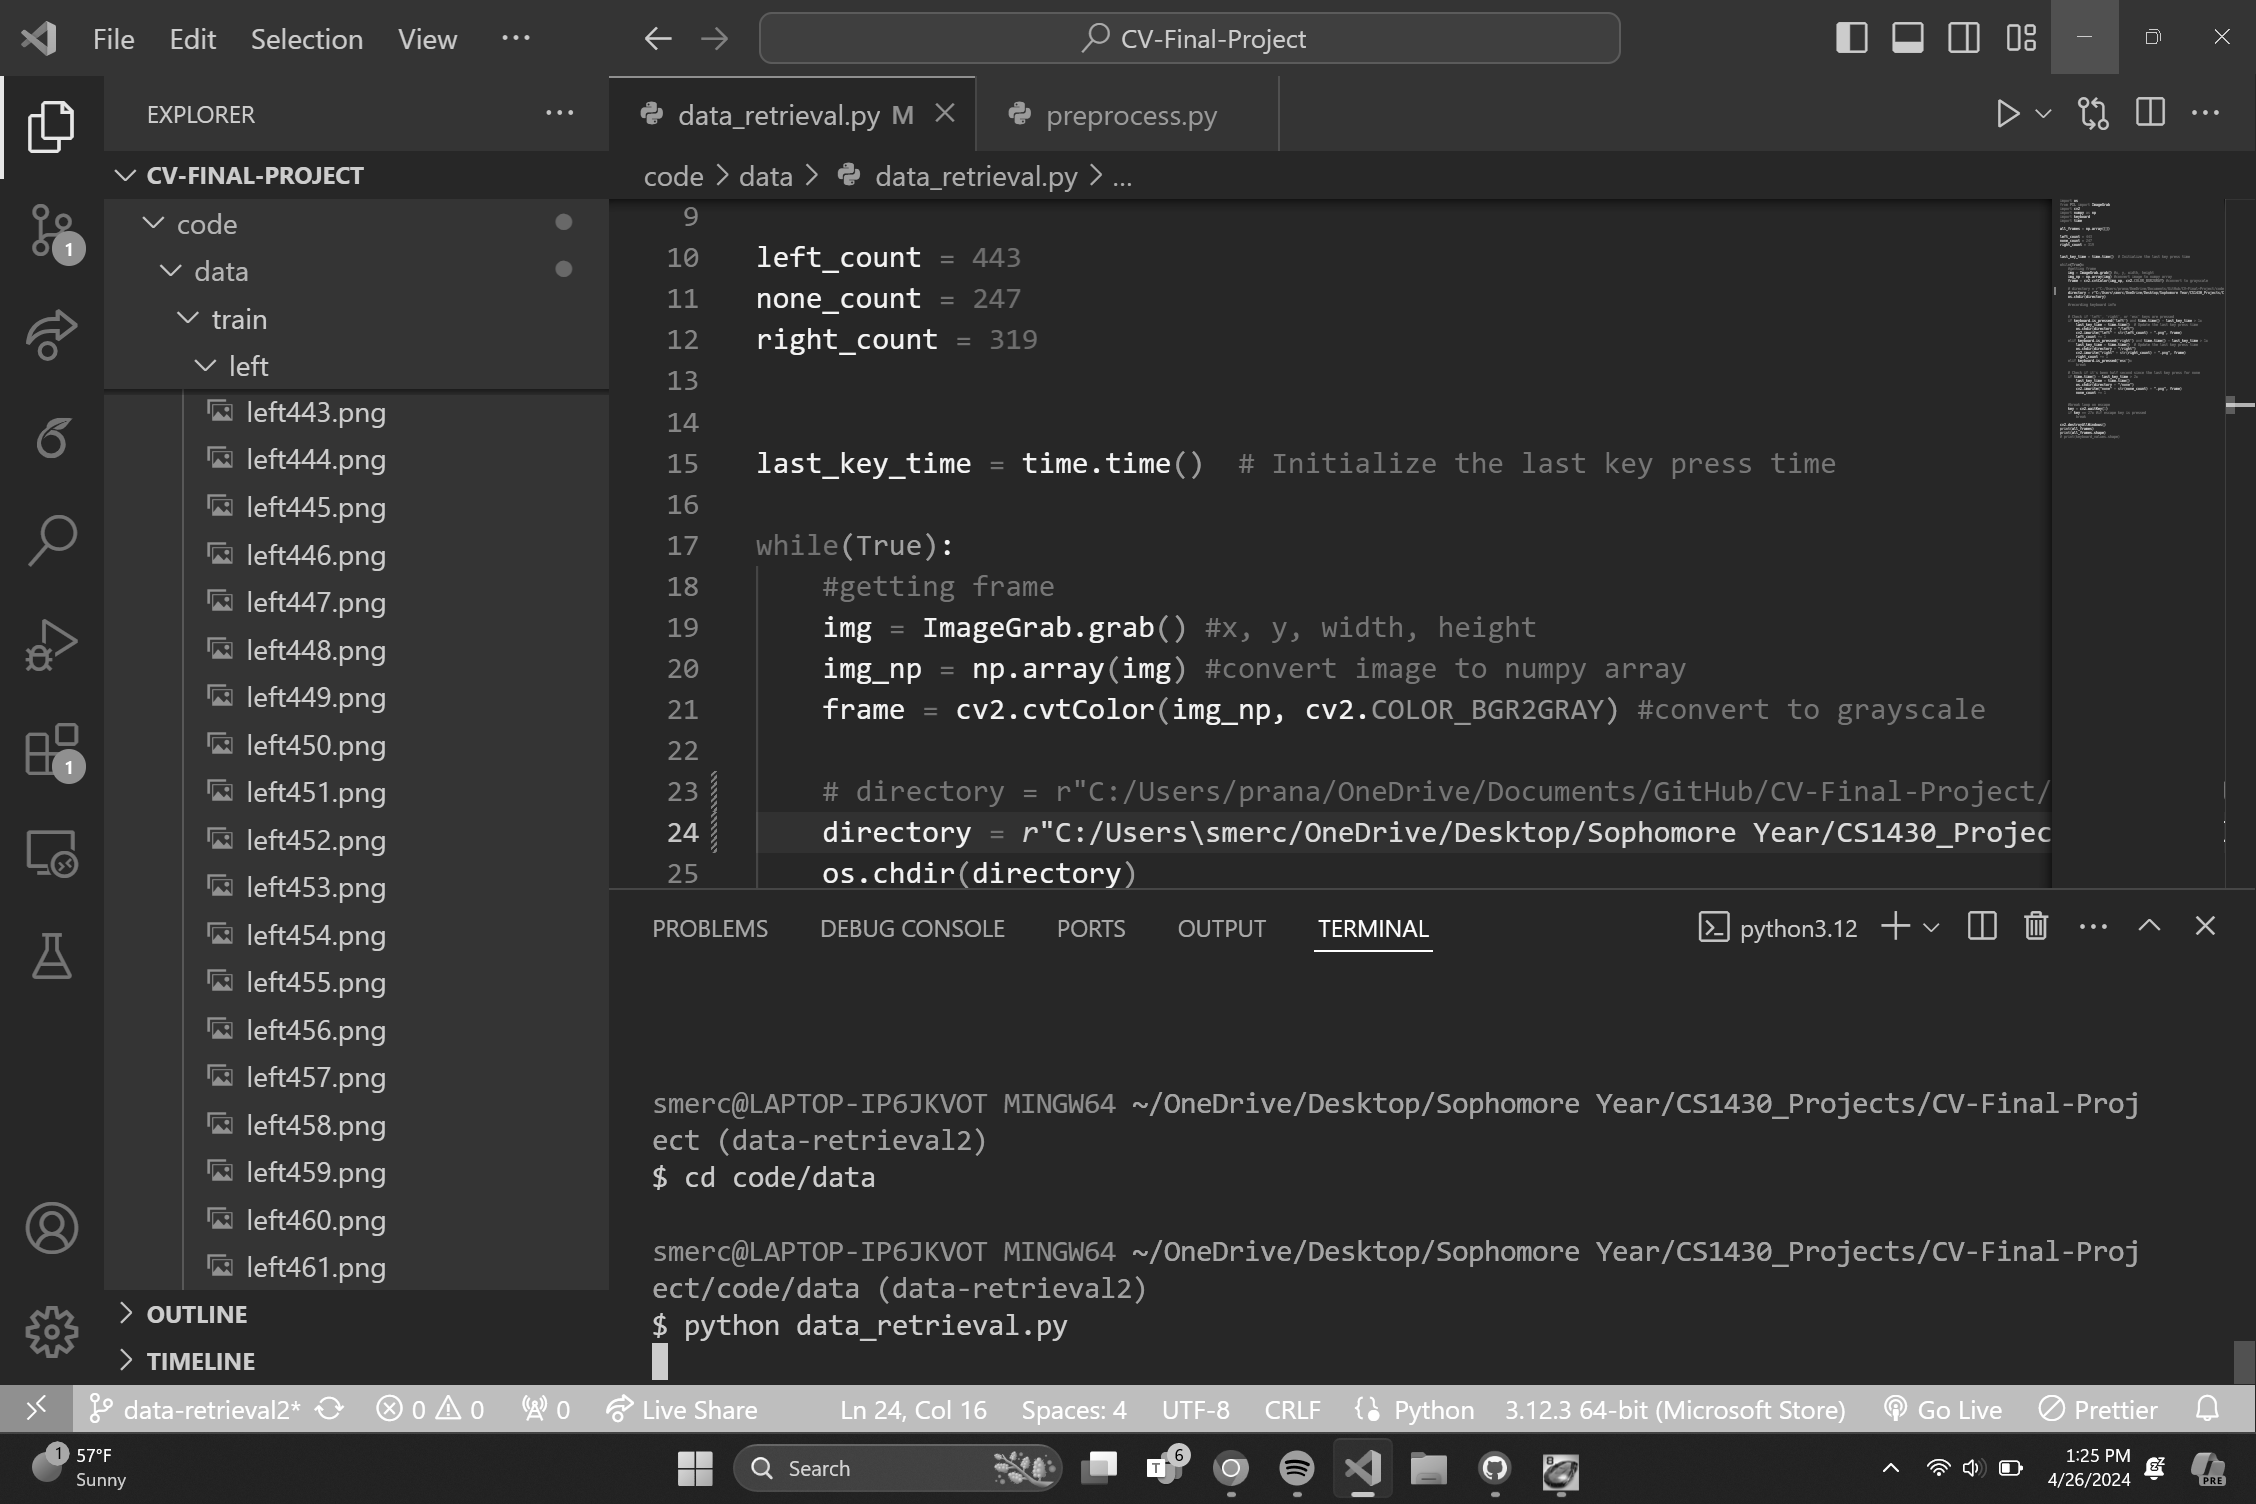 File Edit Selection View ...
CV-Final-Project
EXPLORER
CV-FINAL-PROJECT
code
data
train
left
left443.png
left444.png
left445.png
left446.png
left447.png
left448.png
left449.png
left450.png
left451.png
left452.png
left453.png
left454.png
left455.png
left456.png
left457.png
left458.png
left459.png
left460.png
left461.png
OUTLINE
TIMELINE
1
1
data_retrieval.py M
preprocess.py
code > data > data_retrieval.py > ...
9
10 left_count = 443
11 none_count = 247
12 right_count = 319
13
14
15 last_key_time = time.time() # Initialize the last key press time
16
17 while(True):
18 #getting frame
19 img = ImageGrab.grab() #x, y, width, height
20 img_np = np.array(img) #convert image to numpy array
21 frame = cv2.cvtColor(img_np, cv2.COLOR_BGR2GRAY) #convert to grayscale
22
23 # directory = r"C:/Users/prana/OneDrive/Documents/GitHub/CV-Final-Project/
24 directory = r"C:/Users\smerc/OneDrive/Desktop/Sophomore Year/CS1430_Projec
25 os.chdir(directory)
PROBLEMS DEBUG CONSOLE PORTS OUTPUT TERMINAL
python3.12
smerc@LAPTOP-IP6JKVOT MINGW64 ~/OneDrive/Desktop/Sophomore Year/CS1430_Projects/CV-Final-Proj
ect (data-retrieval2)
$ cd code/data
smerc@LAPTOP-IP6JKVOT MINGW64 ~/OneDrive/Desktop/Sophomore Year/CS1430_Projects/CV-Final-Proj
ect/code/data (data-retrieval2)
$ python data_retrieval.py
data-retrieval2* 0 0 0 Live Share Ln 24, Col 16 Spaces: 4 UTF-8 CRLF Python 3.12.3 64-bit (Microsoft Store) Go Live Prettier
1 57°F
Sunny
Search
T 6
1:25 PM
4/26/2024
PRE